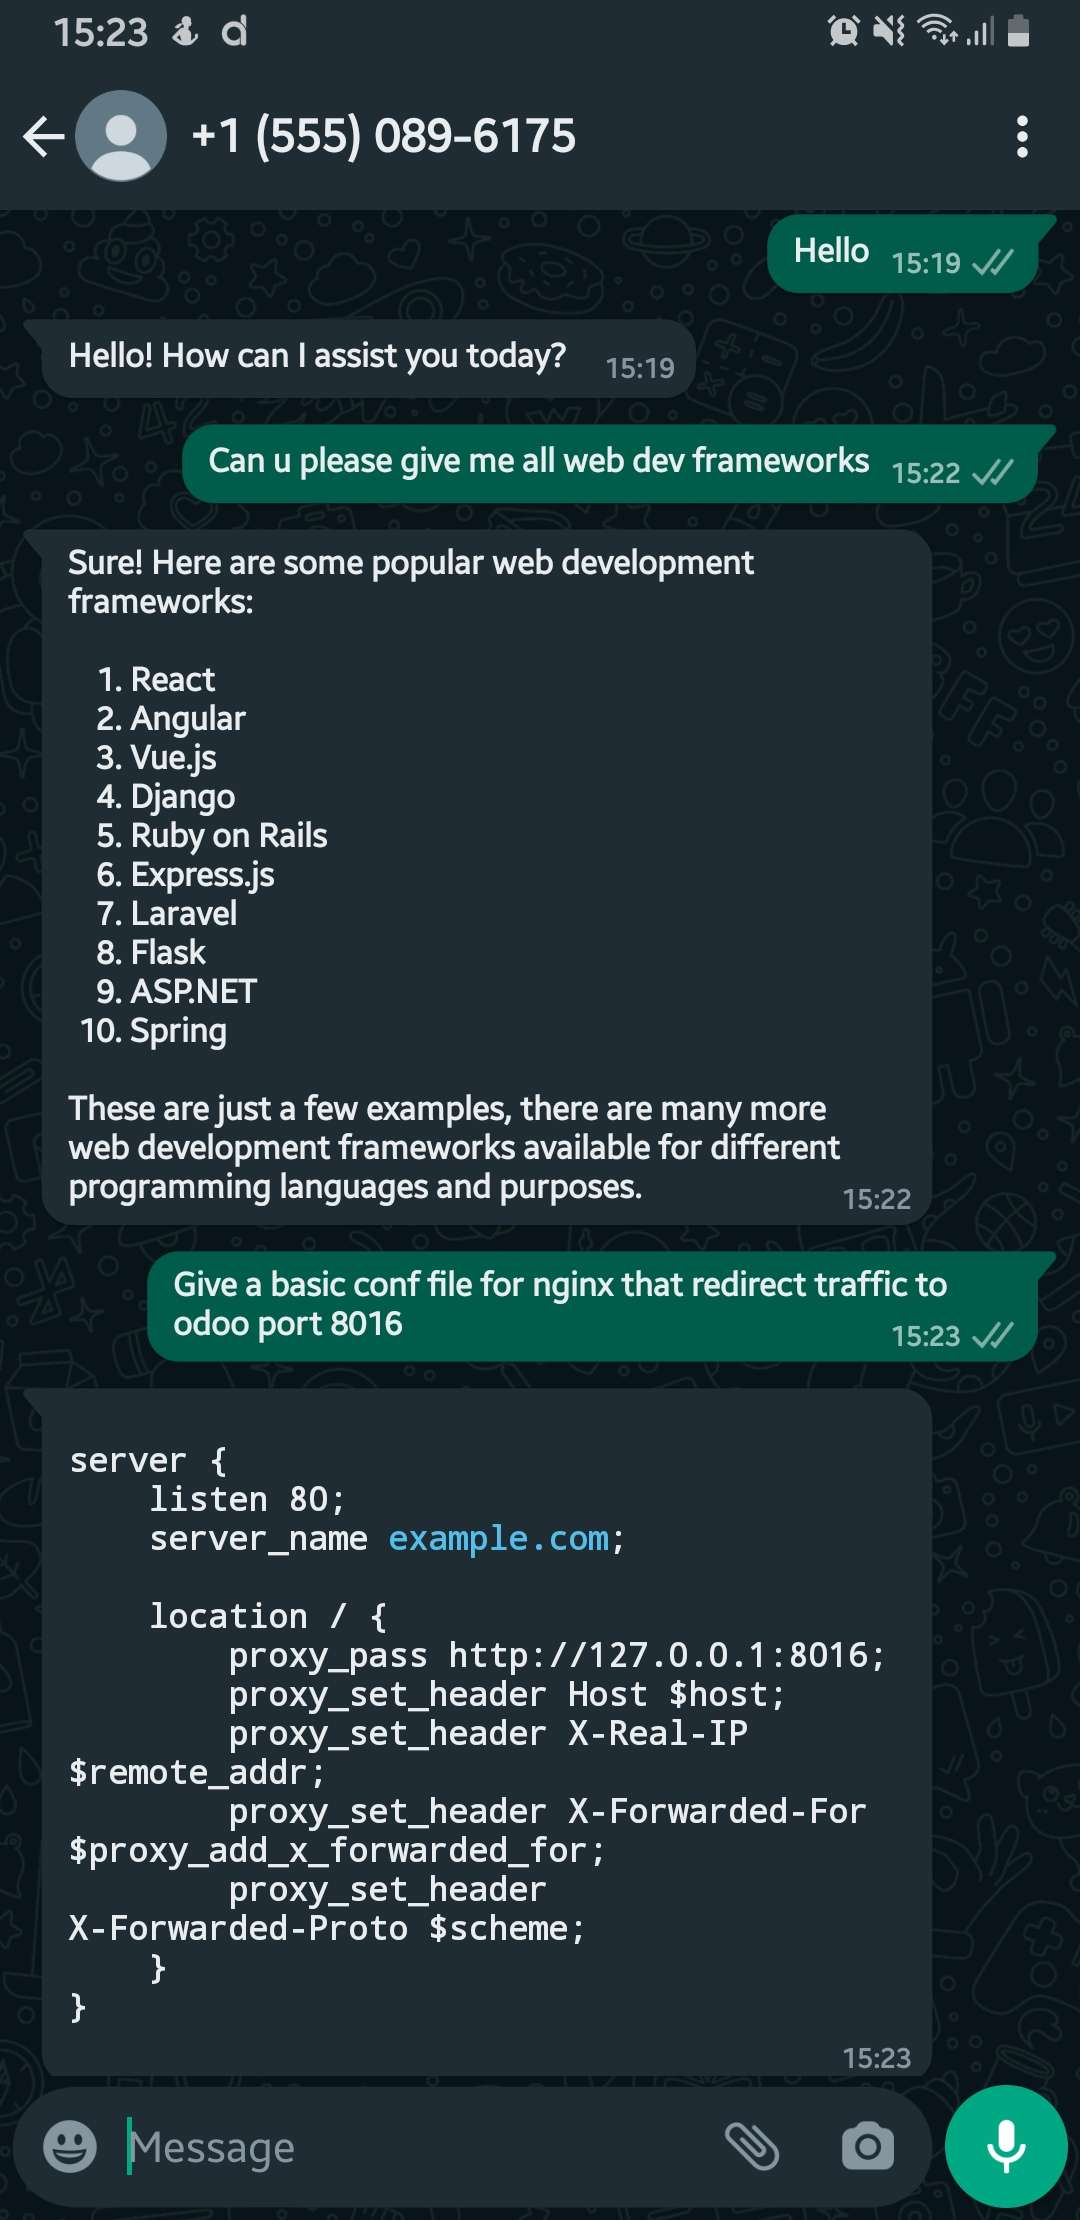 15:23
+1 (555) 089-6175
Hello 15:19
Hello! How can I assist you today? 15:19
Can u please give me all web dev frameworks 15:22
Sure! Here are some popular web development
frameworks:
1. React
2. Angular
3. Vue.js
4. Django
5. Ruby on Rails
6. Express.js
7. Laravel
8. Flask
9. ASP.NET
10. Spring
These are just a few examples, there are many more
web development frameworks available for different
programming languages and purposes. 15:22
Give a basic conf file for nginx that redirect traffic to
odoo port 8016 15:23
server {
    listen 80;
    server_name example.com;
    location / {
        proxy_pass http://127.0.0.1:8016;
        proxy_set_header Host $host;
        proxy_set_header X-Real-IP
$remote_addr;
        proxy_set_header X-Forwarded-For
$proxy_add_x_forwarded_for;
        proxy_set_header
X-Forwarded-Proto $scheme;
    }
}
15:23
Message